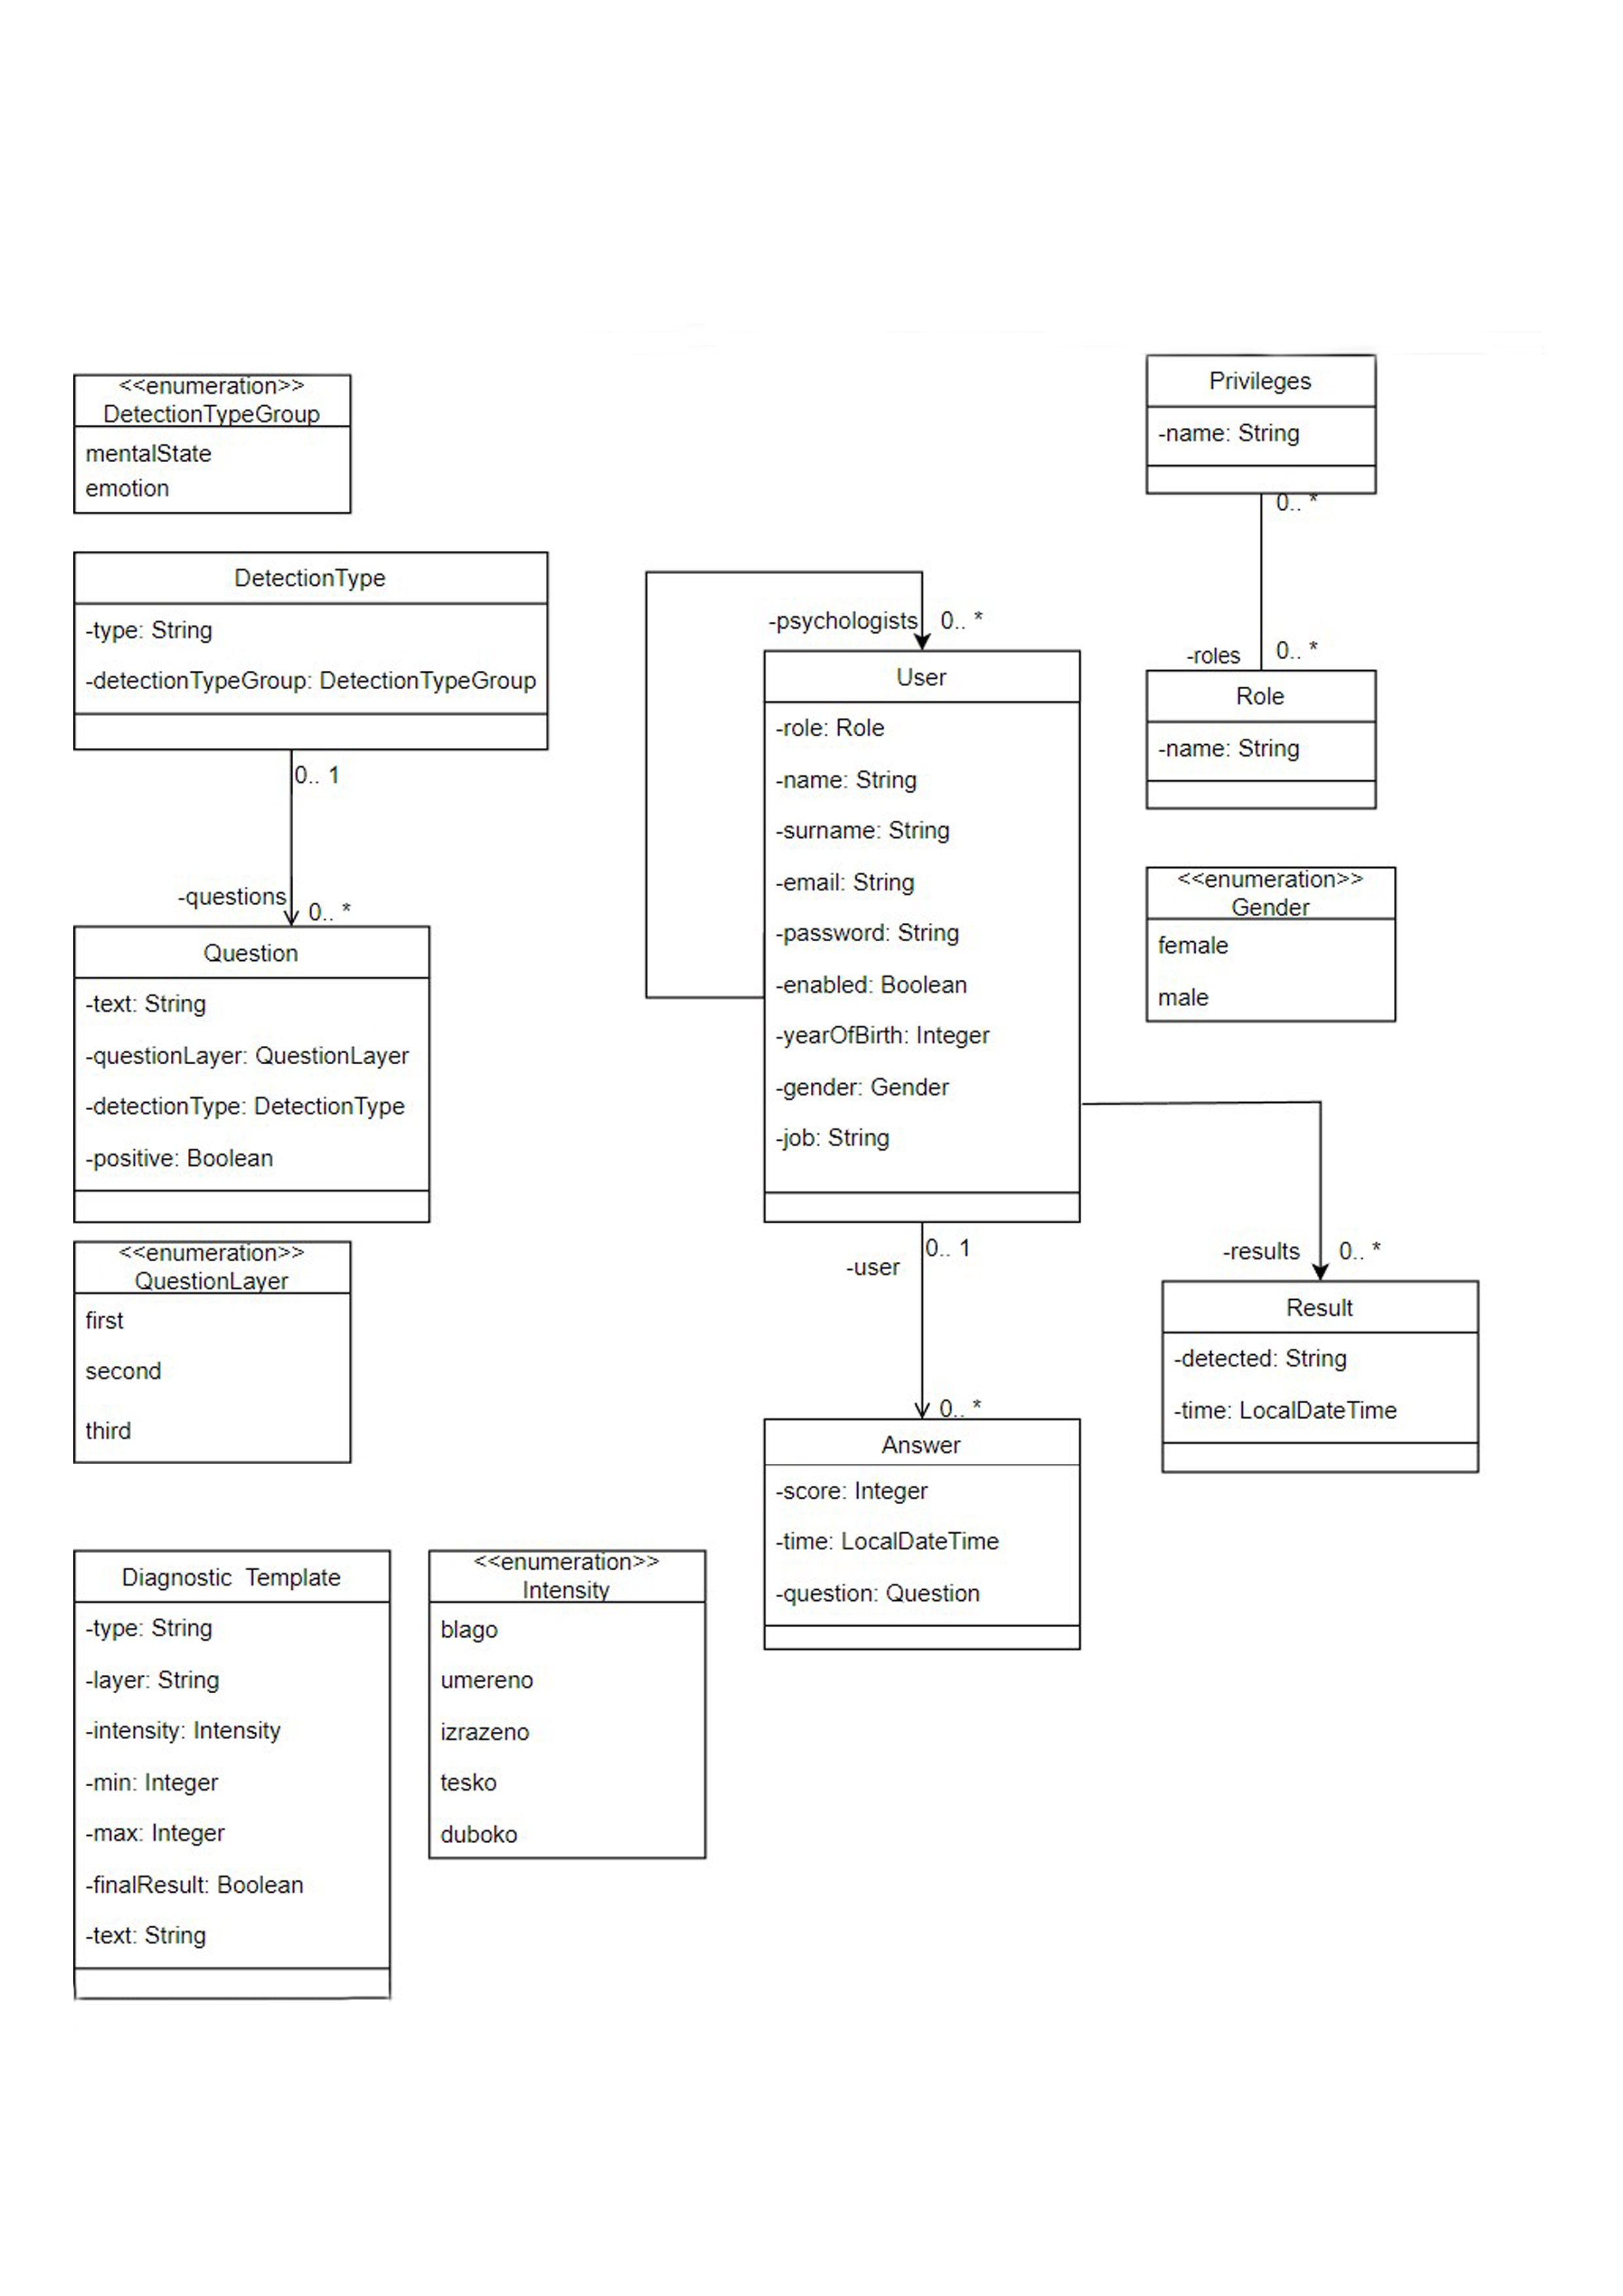 <<enumeration>>
DetectionTypeGroup
mentalState
emotion
DetectionType
-type: String
-detectionTypeGroup: DetectionTypeGroup
0.. 1
-questions
0.. *
Question
-text: String
-questionLayer: QuestionLayer
-detectionType: DetectionType
-positive: Boolean
<<enumeration>>
QuestionLayer
first
second
third
Diagnostic Template
-type: String
-layer: String
-intensity: Intensity
-min: Integer
-max: Integer
-finalResult: Boolean
-text: String
<<enumeration>>
Intensity
blago
umereno
izrazeno
tesko
duboko
-psychologists
0.. *
User
-role: Role
-name: String
-surname: String
-email: String
-password: String
-enabled: Boolean
-yearOfBirth: Integer
-gender: Gender
-job: String
0.. 1
-user
0.. *
Answer
-score: Integer
-time: LocalDateTime
-question: Question
Privileges
-name: String
0.. *
-roles
0.. *
Role
-name: String
<<enumeration>>
Gender
female
male
-results
0.. *
Result
-detected: String
-time: LocalDateTime